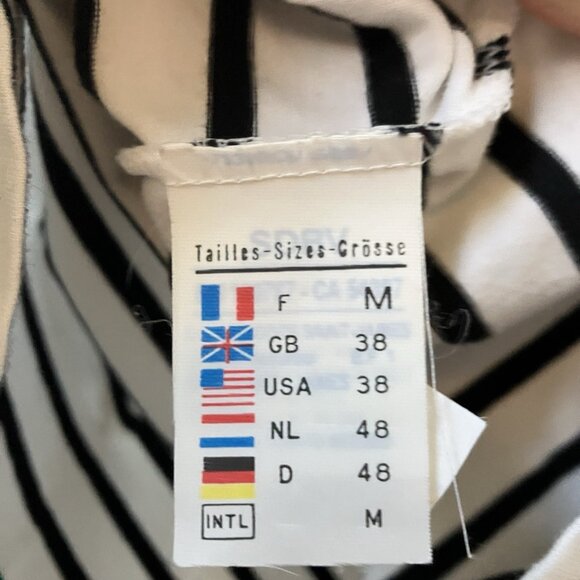 Tailles-Sizes-Grösse
F M
GB 38
USA 38
NL 48
D 48
INTL M